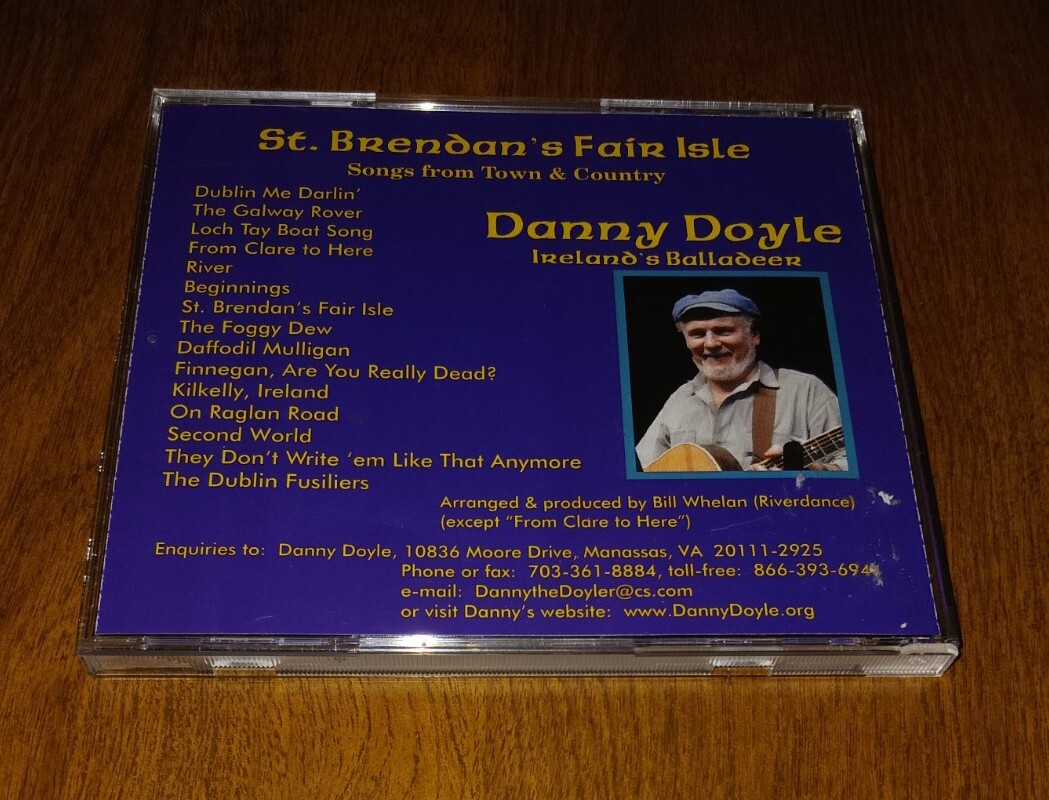 St. Brendan's Fair Isle
Songs from Town & Country
Dublin Me Darlin'
The Galway Rover
Loch Tay Boat Song
From Clare to Here
River
Beginnings
St. Brendan's Fair Isle
The Foggy Dew
Daffodil Mulligan
Finnegan, Are You Really Dead?
Kilkelly, Ireland
On Raglan Road
Second World
They Don't Write 'em Like That Anymore
The Dublin Fusiliers
Danny Doyle
Ireland's Balladeer
Arranged & produced by Bill Whelan (Riverdance)
(except "From Clare to Here")
Enquiries to: Danny Doyle, 10836 Moore Drive, Manassas, VA 20111-2925
Phone or fax: 703-361-8884, toll-free:
e-mail: DannytheDoyler@cs.com
or visit Danny's website: www.DannyDoyle.org